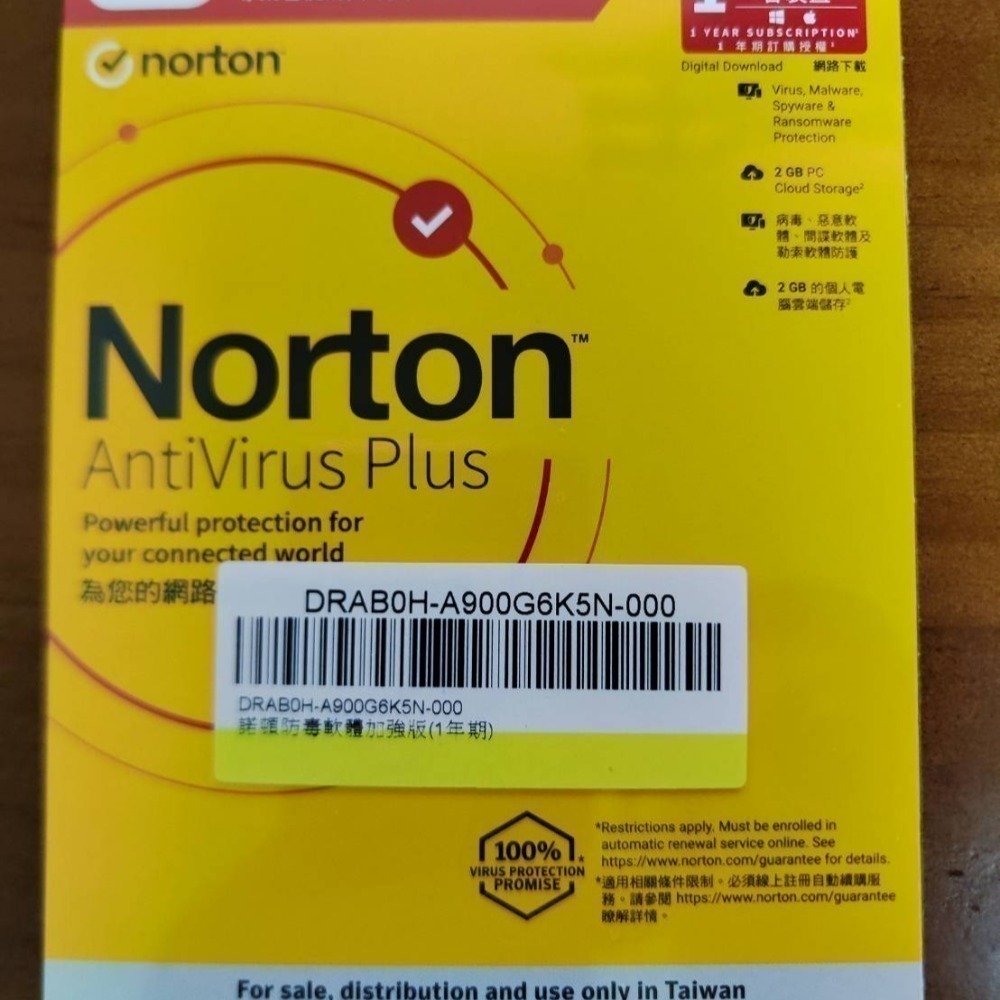 norton
1 YEAR SUBSCRIPTION¹
1 年期訂購授權¹
Digital Download 網路下載
Virus, Malware,
Spyware &
Ransomware
Protection
2 GB PC
Cloud Storage²
病毒、惡意軟
體、間諜軟體及
勒索軟體防護
2 GB 的個人電
腦雲端儲存²
Norton™
AntiVirus Plus
Powerful protection for
your connected world
為您的網路
DRAB0H-A900G6K5N-000
DRAB0H-A900G6K5N-000
諾頓防毒軟體加強版(1年期)
100%*
VIRUS PROTECTION
PROMISE
*Restrictions apply. Must be enrolled in
automatic renewal service online. See
https://www.norton.com/guarantee for details.
*適用相關條件限制。必須線上註冊自動續購服
務。請參閱 https://www.norton.com/guarantee
瞭解詳情。
For sale, distribution and use only in Taiwan